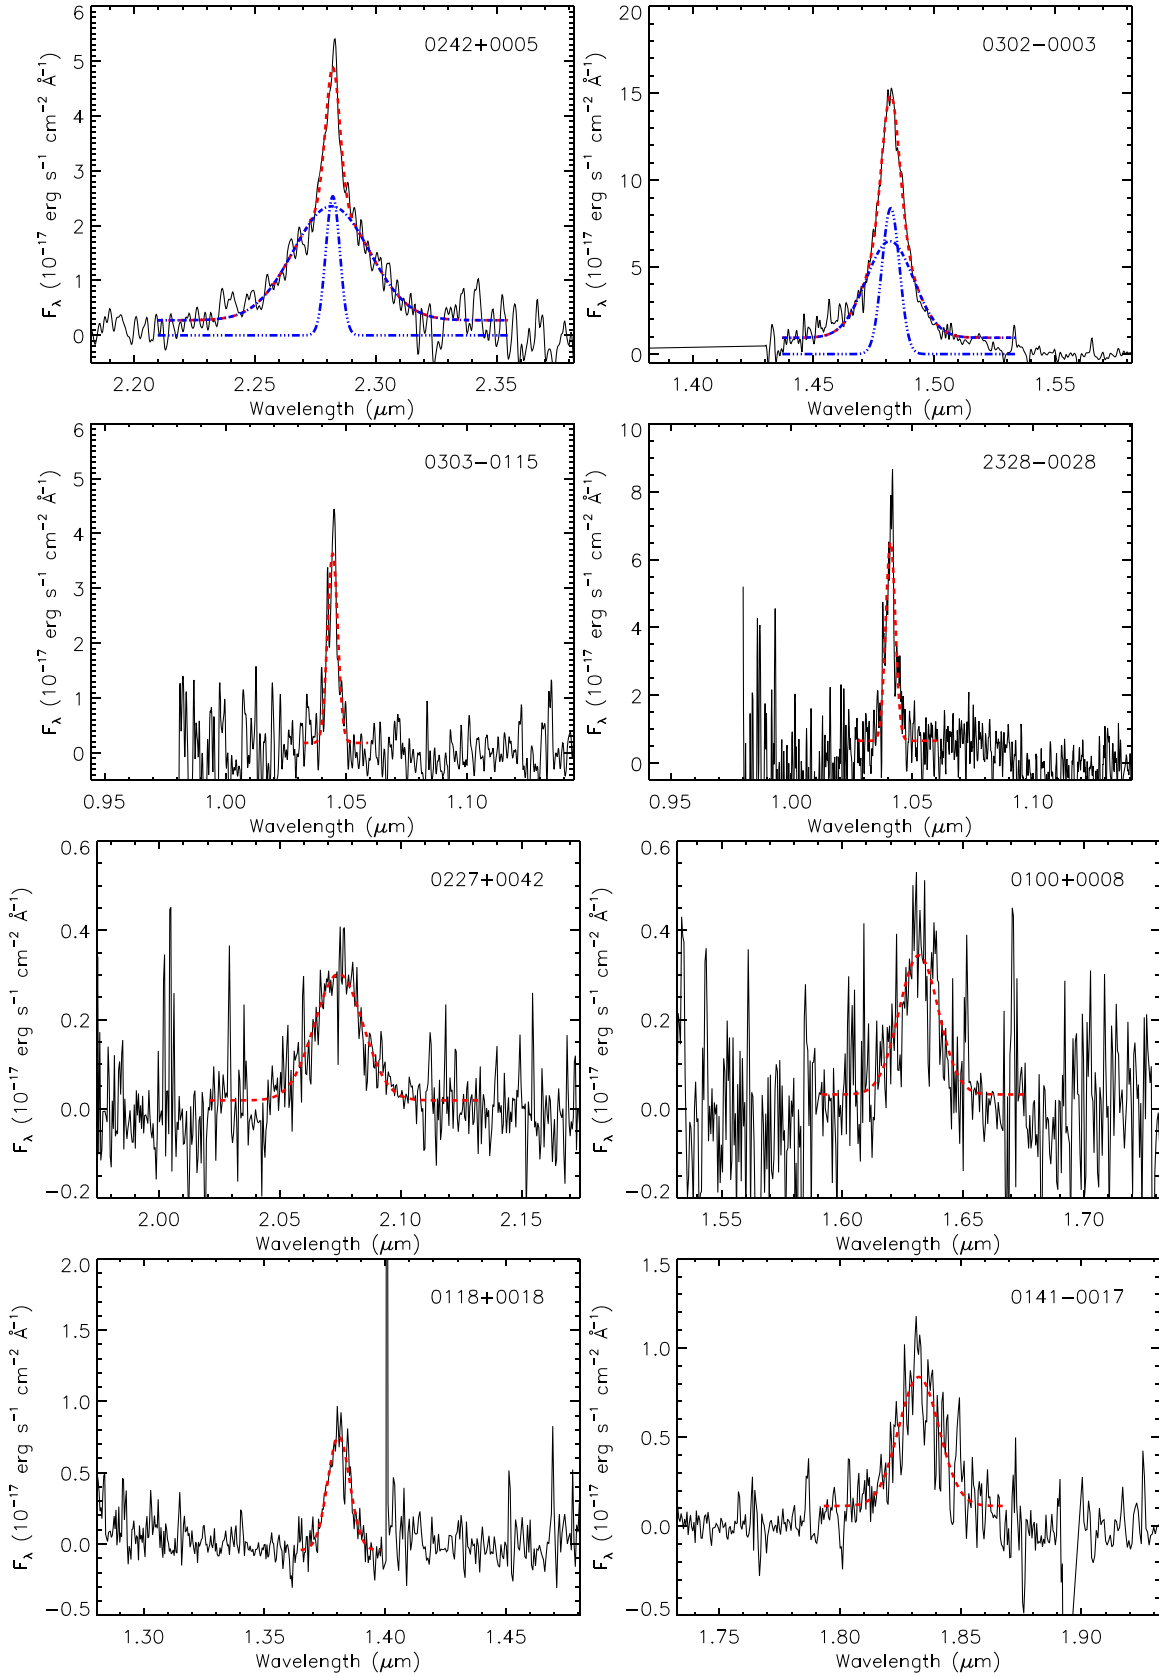 0242+0005
F_λ (10⁻¹⁷ erg s⁻¹ cm⁻² Å⁻¹)
6
5
4
3
2
1
0
2.20 2.25 2.30 2.35
Wavelength (μm)
0302−0003
F_λ (10⁻¹⁷ erg s⁻¹ cm⁻² Å⁻¹)
20
15
10
5
0
1.40 1.45 1.50 1.55
Wavelength (μm)
0303−0115
F_λ (10⁻¹⁷ erg s⁻¹ cm⁻² Å⁻¹)
6
5
4
3
2
1
0
0.95 1.00 1.05 1.10
Wavelength (μm)
2328−0028
F_λ (10⁻¹⁷ erg s⁻¹ cm⁻² Å⁻¹)
10
8
6
4
2
0
0.95 1.00 1.05 1.10
Wavelength (μm)
0227+0042
F_λ (10⁻¹⁷ erg s⁻¹ cm⁻² Å⁻¹)
0.6
0.4
0.2
0.0
−0.2
2.00 2.05 2.10 2.15
Wavelength (μm)
0100+0008
F_λ (10⁻¹⁷ erg s⁻¹ cm⁻² Å⁻¹)
0.6
0.4
0.2
0.0
−0.2
1.55 1.60 1.65 1.70
Wavelength (μm)
0118+0018
F_λ (10⁻¹⁷ erg s⁻¹ cm⁻² Å⁻¹)
2.0
1.5
1.0
0.5
0.0
−0.5
1.30 1.35 1.40 1.45
Wavelength (μm)
0141−0017
F_λ (10⁻¹⁷ erg s⁻¹ cm⁻² Å⁻¹)
1.5
1.0
0.5
0.0
−0.5
1.75 1.80 1.85 1.90
Wavelength (μm)